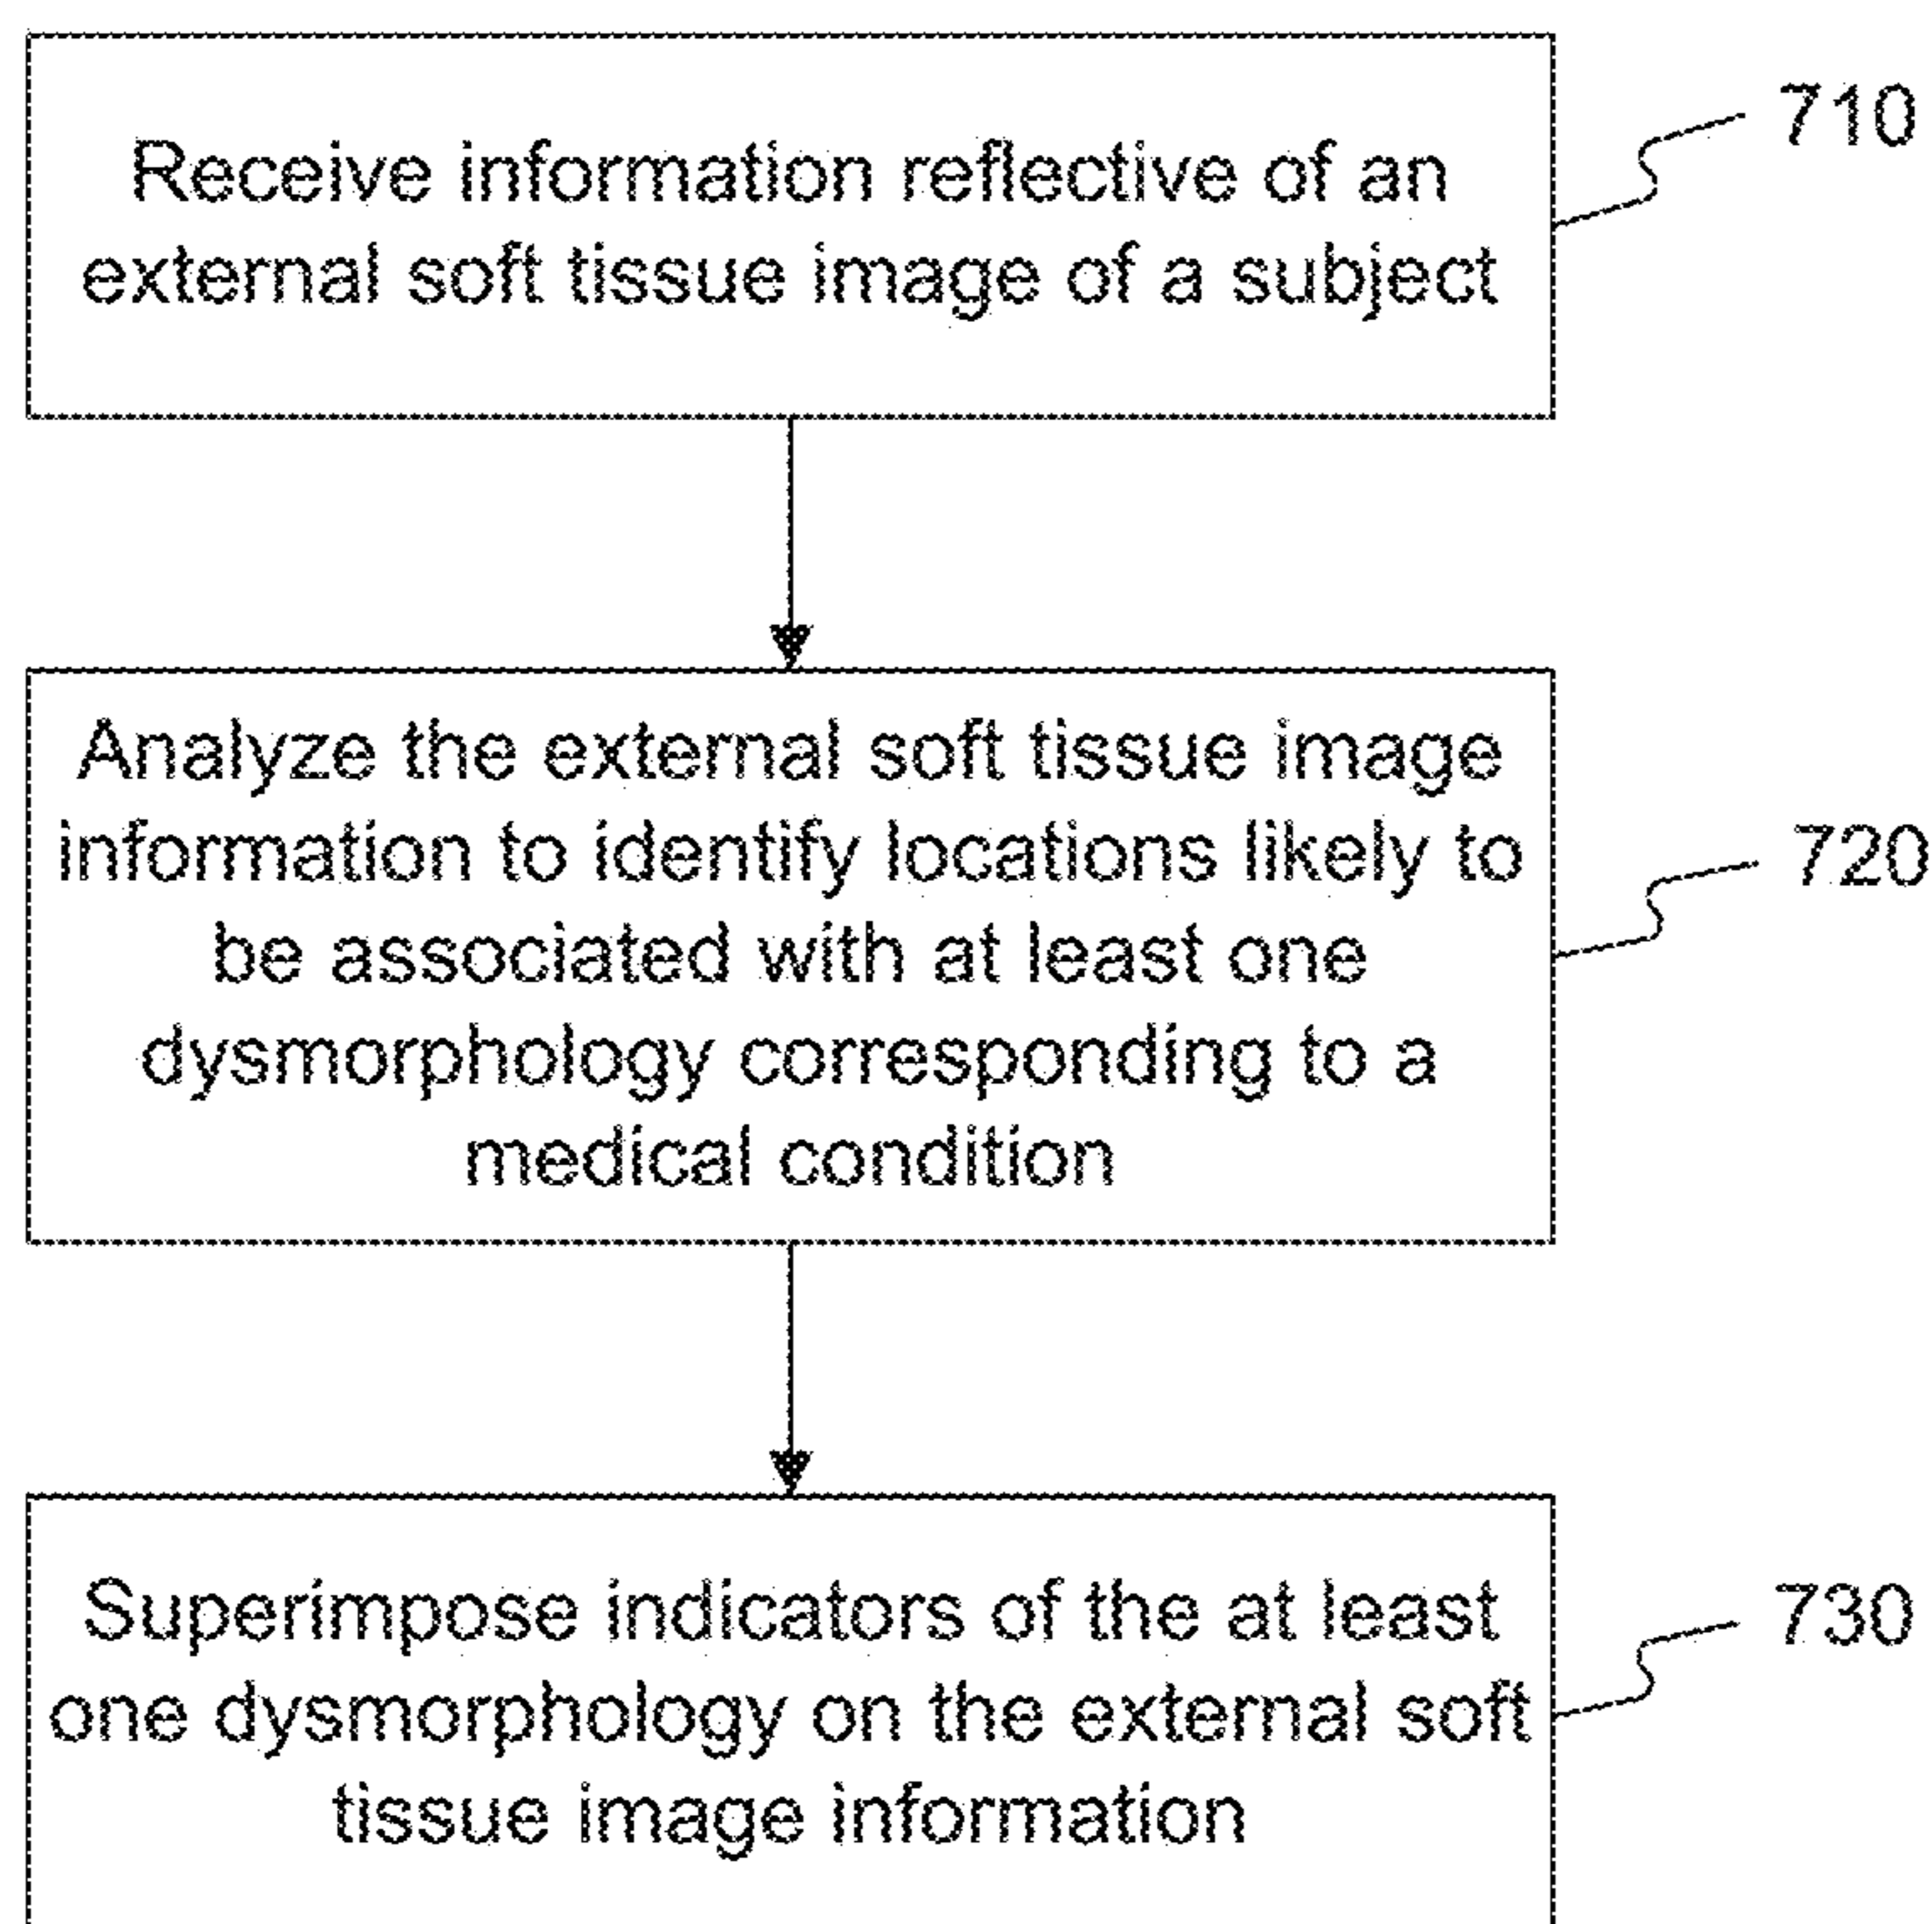 Receive information reflective of an
external soft tissue image of a subject
710
Analyze the external soft tissue image
information to identify locations likely to
be associated with at least one
dysmorphology corresponding to a
medical condition
720
Superimpose indicators of the at least
one dysmorphology on the external soft
tissue image information
730